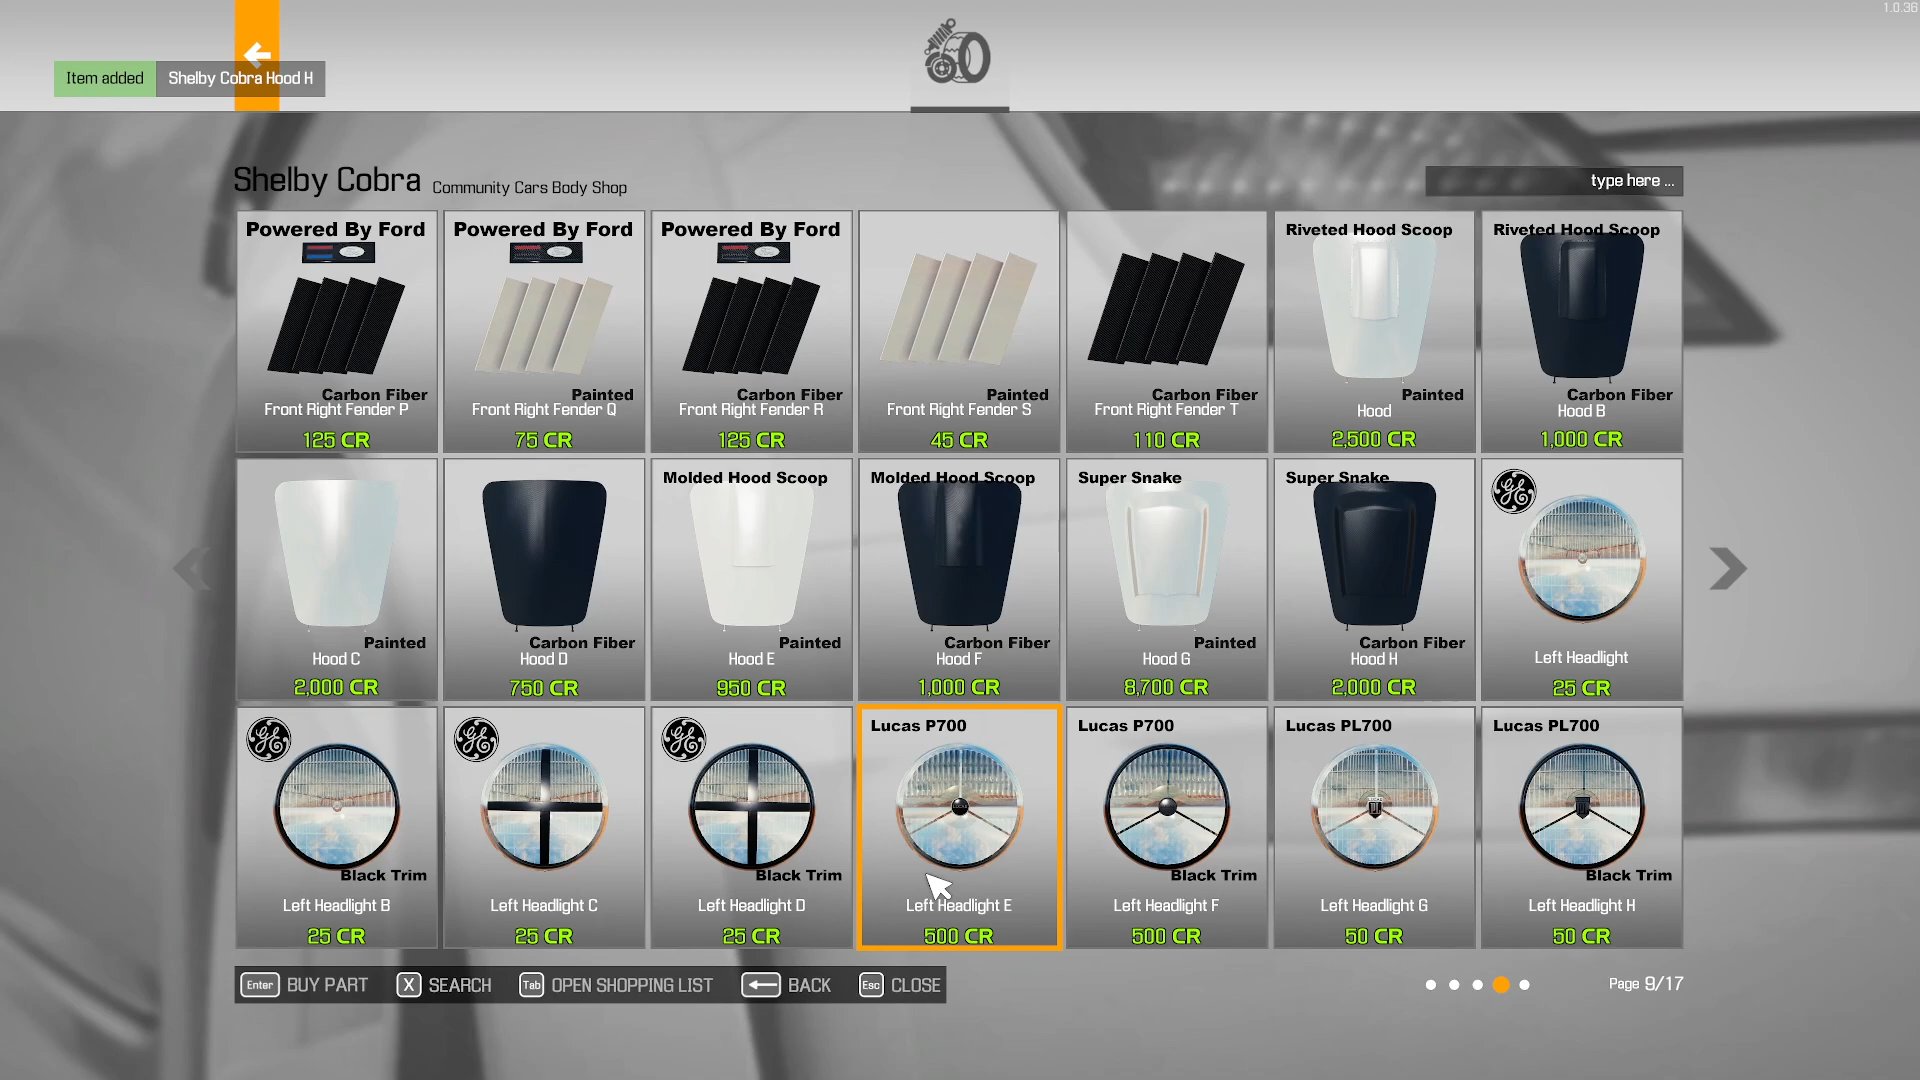 1.0.36
Item added Shelby Cobra Hood H
Shelby Cobra Community Cars Body Shop
type here ...
Powered By Ford
Carbon Fiber
Front Right Fender P
125 CR
Powered By Ford
Painted
Front Right Fender Q
75 CR
Powered By Ford
Carbon Fiber
Front Right Fender R
125 CR
Painted
Front Right Fender S
45 CR
Carbon Fiber
Front Right Fender T
110 CR
Riveted Hood Scoop
Painted
Hood
2,500 CR
Riveted Hood Scoop
Carbon Fiber
Hood B
1,000 CR
Painted
Hood C
2,000 CR
Carbon Fiber
Hood D
750 CR
Molded Hood Scoop
Painted
Hood E
950 CR
Molded Hood Scoop
Carbon Fiber
Hood F
1,000 CR
Super Snake
Painted
Hood G
8,700 CR
Super Snake
Carbon Fiber
Hood H
2,000 CR
GE
Left Headlight
25 CR
GE
Black Trim
Left Headlight B
25 CR
GE
Left Headlight C
25 CR
GE
Black Trim
Left Headlight D
25 CR
Lucas P700
Left Headlight E
500 CR
Lucas P700
Black Trim
Left Headlight F
500 CR
Lucas PL700
Left Headlight G
50 CR
Lucas PL700
Black Trim
Left Headlight H
50 CR
Enter BUY PART X SEARCH Tab OPEN SHOPPING LIST BACK Esc CLOSE
Page 9/17